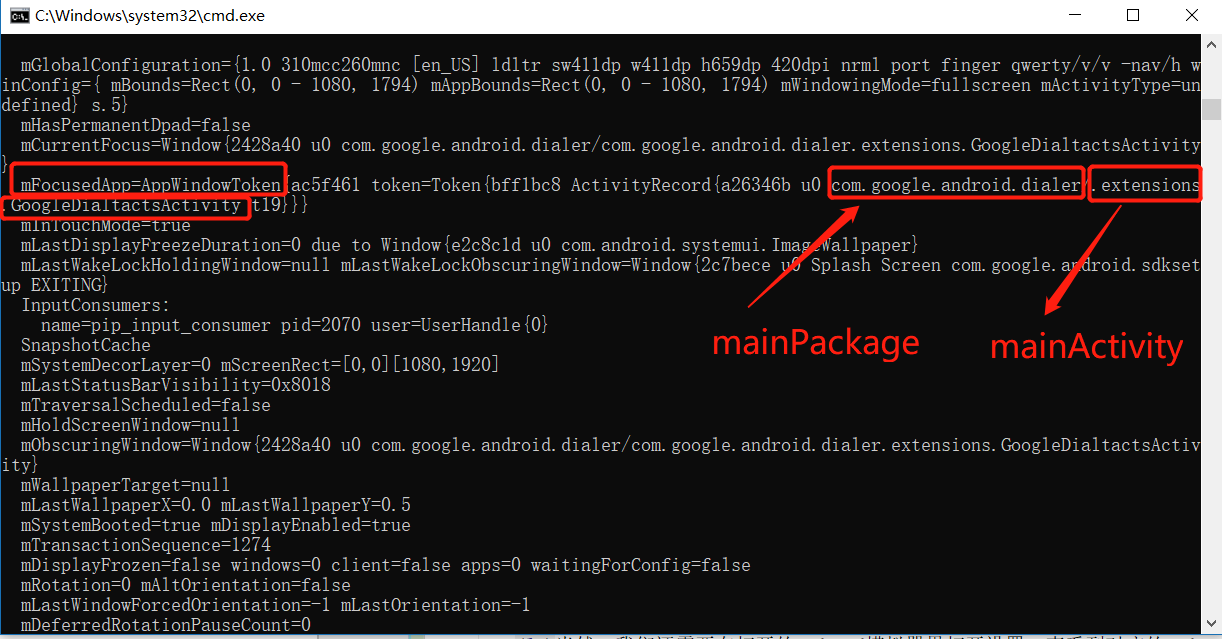 C:\Windows\system32\cmd.exe
mGlobalConfiguration={1.0 310mcc260mnc [en_US] ldltr sw411dp w411dp h659dp 420dpi nrml port finger qwerty/v/v -nav/h w
inConfig={ mBounds=Rect(0, 0 - 1080, 1794) mAppBounds=Rect(0, 0 - 1080, 1794) mWindowingMode=fullscreen mActivityType=un
defined} s.5}
mHasPermanentDpad=false
mCurrentFocus=Window{2428a40 u0 com.google.android.dialer/com.google.android.dialer.extensions.GoogleDialtactsActivity
}
mFocusedApp=AppWindowToken{ac5f461 token=Token{bff1bc8 ActivityRecord{a26346b u0 com.google.android.dialer/.extensions
.GoogleDialtactsActivity t19}}}
mInTouchMode=true
mLastDisplayFreezeDuration=0 due to Window{e2c8c1d u0 com.android.systemui.ImageWallpaper}
mLastWakeLockHoldingWindow=null mLastWakeLockObscuringWindow=Window{2c7bece u0 Splash Screen com.google.android.sdkset
up EXITING}
InputConsumers:
name=pip_input_consumer pid=2070 user=UserHandle{0}
SnapshotCache
mSystemDecorLayer=0 mScreenRect=[0,0][1080,1920]
mLastStatusBarVisibility=0x8018
mTraversalScheduled=false
mHoldScreenWindow=null
mObscuringWindow=Window{2428a40 u0 com.google.android.dialer/com.google.android.dialer.extensions.GoogleDialtactsActiv
ity}
mWallpaperTarget=null
mLastWallpaperX=0.0 mLastWallpaperY=0.5
mSystemBooted=true mDisplayEnabled=true
mTransactionSequence=1274
mDisplayFrozen=false windows=0 client=false apps=0 waitingForConfig=false
mRotation=0 mAltOrientation=false
mLastWindowForcedOrientation=-1 mLastOrientation=-1
mDeferredRotationPauseCount=0
mainPackage
mainActivity